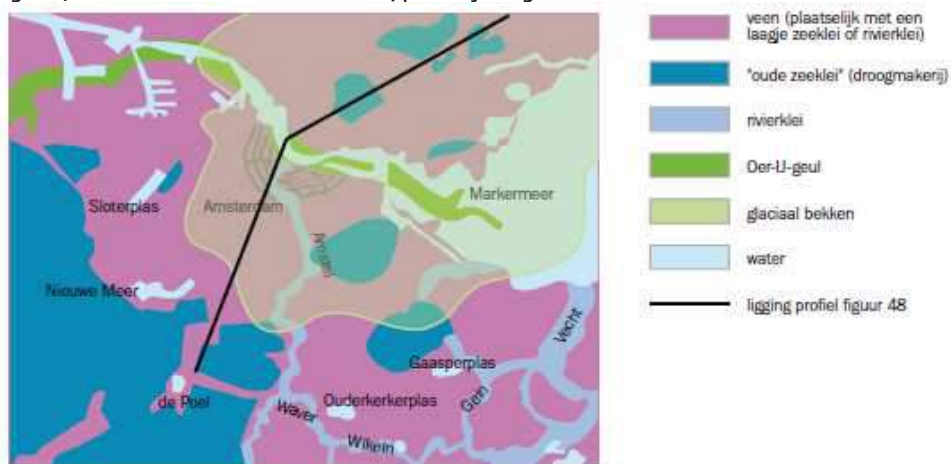 veen (plaatselijk met een
laagje zeeklei of rivierklei)
"oude zeeklei" (droogmakerij)
rivierklei
Oer-IJ-geul
glaciaal bekken
water
ligging profiel figuur 48
Markermeer
Sloterplas
Amsterdam
Amstel
Nieuwe Meer
Vecht
Gaasperplas
de Poel
Ouderkerkerplas
Gein
Waver